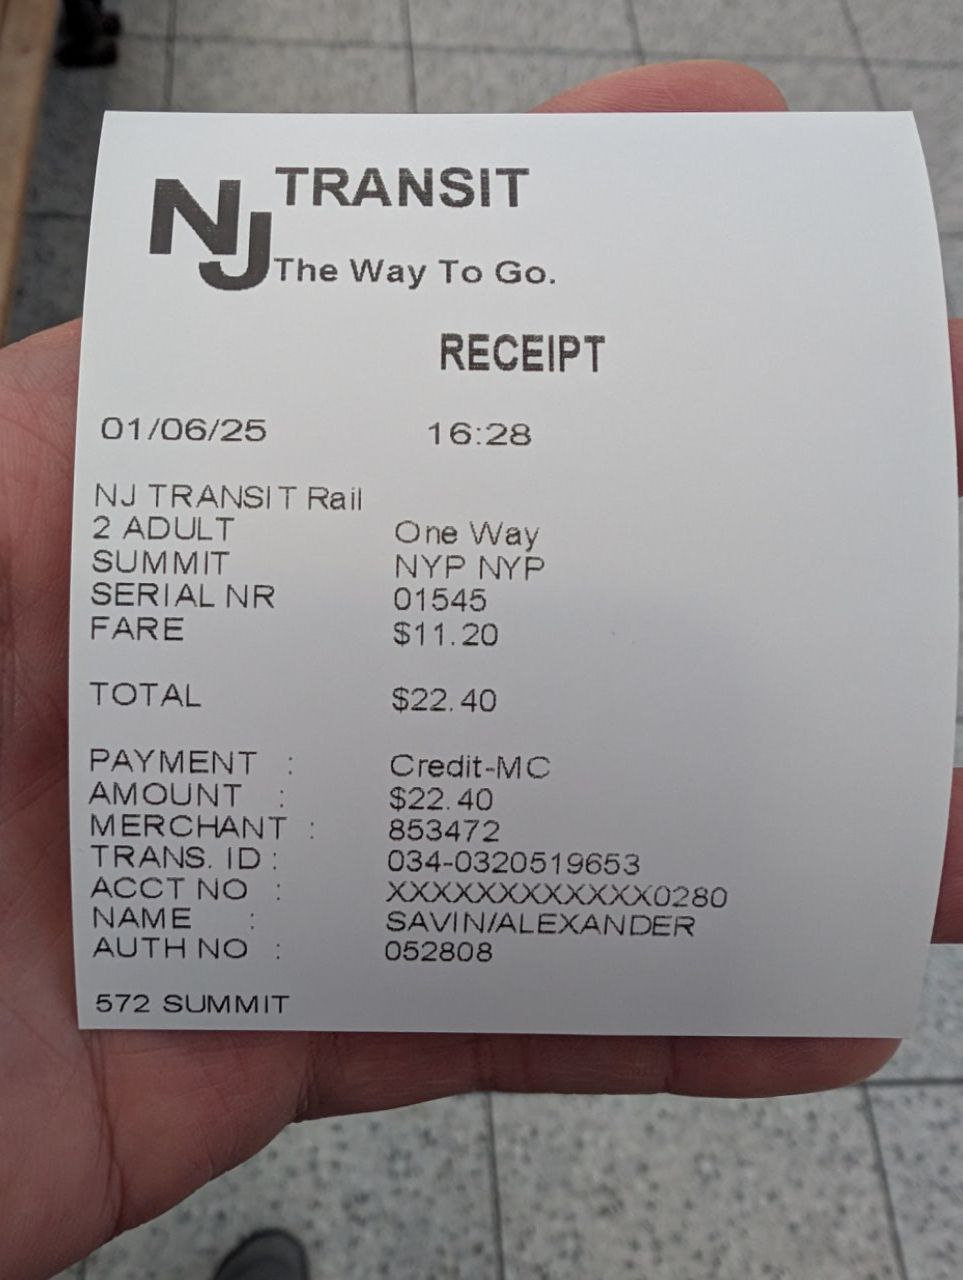 NJ TRANSIT
The Way To Go.
RECEIPT
01/06/25 16:28
NJ TRANSIT Rail
2 ADULT One Way
SUMMIT NYP NYP
SERIAL NR 01545
FARE $11.20
TOTAL $22.40
PAYMENT : Credit-MC
AMOUNT : $22.40
MERCHANT : 853472
TRANS. ID : 034-0320519653
ACCT NO : XXXXXXXXXXXX0280
NAME : SAVIN/ALEXANDER
AUTH NO : 052808
572 SUMMIT